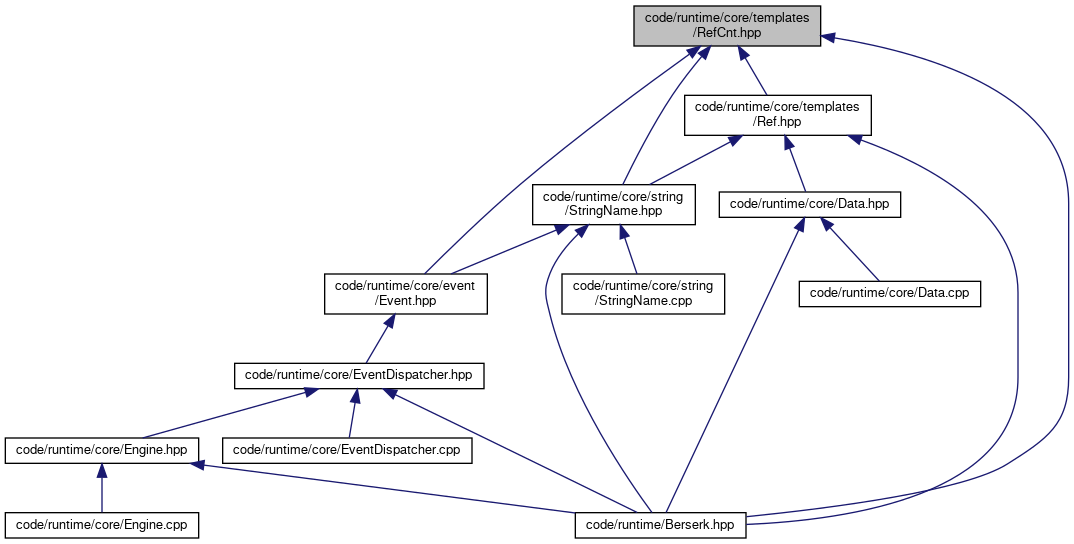 code/runtime/core/templates
/RefCnt.hpp
code/runtime/core/templates
/Ref.hpp
code/runtime/core/string
/StringName.hpp
code/runtime/core/Data.hpp
code/runtime/core/event
/Event.hpp
code/runtime/core/string
/StringName.cpp
code/runtime/core/Data.cpp
code/runtime/core/EventDispatcher.hpp
code/runtime/core/Engine.hpp
code/runtime/core/EventDispatcher.cpp
code/runtime/core/Engine.cpp
code/runtime/Berserk.hpp